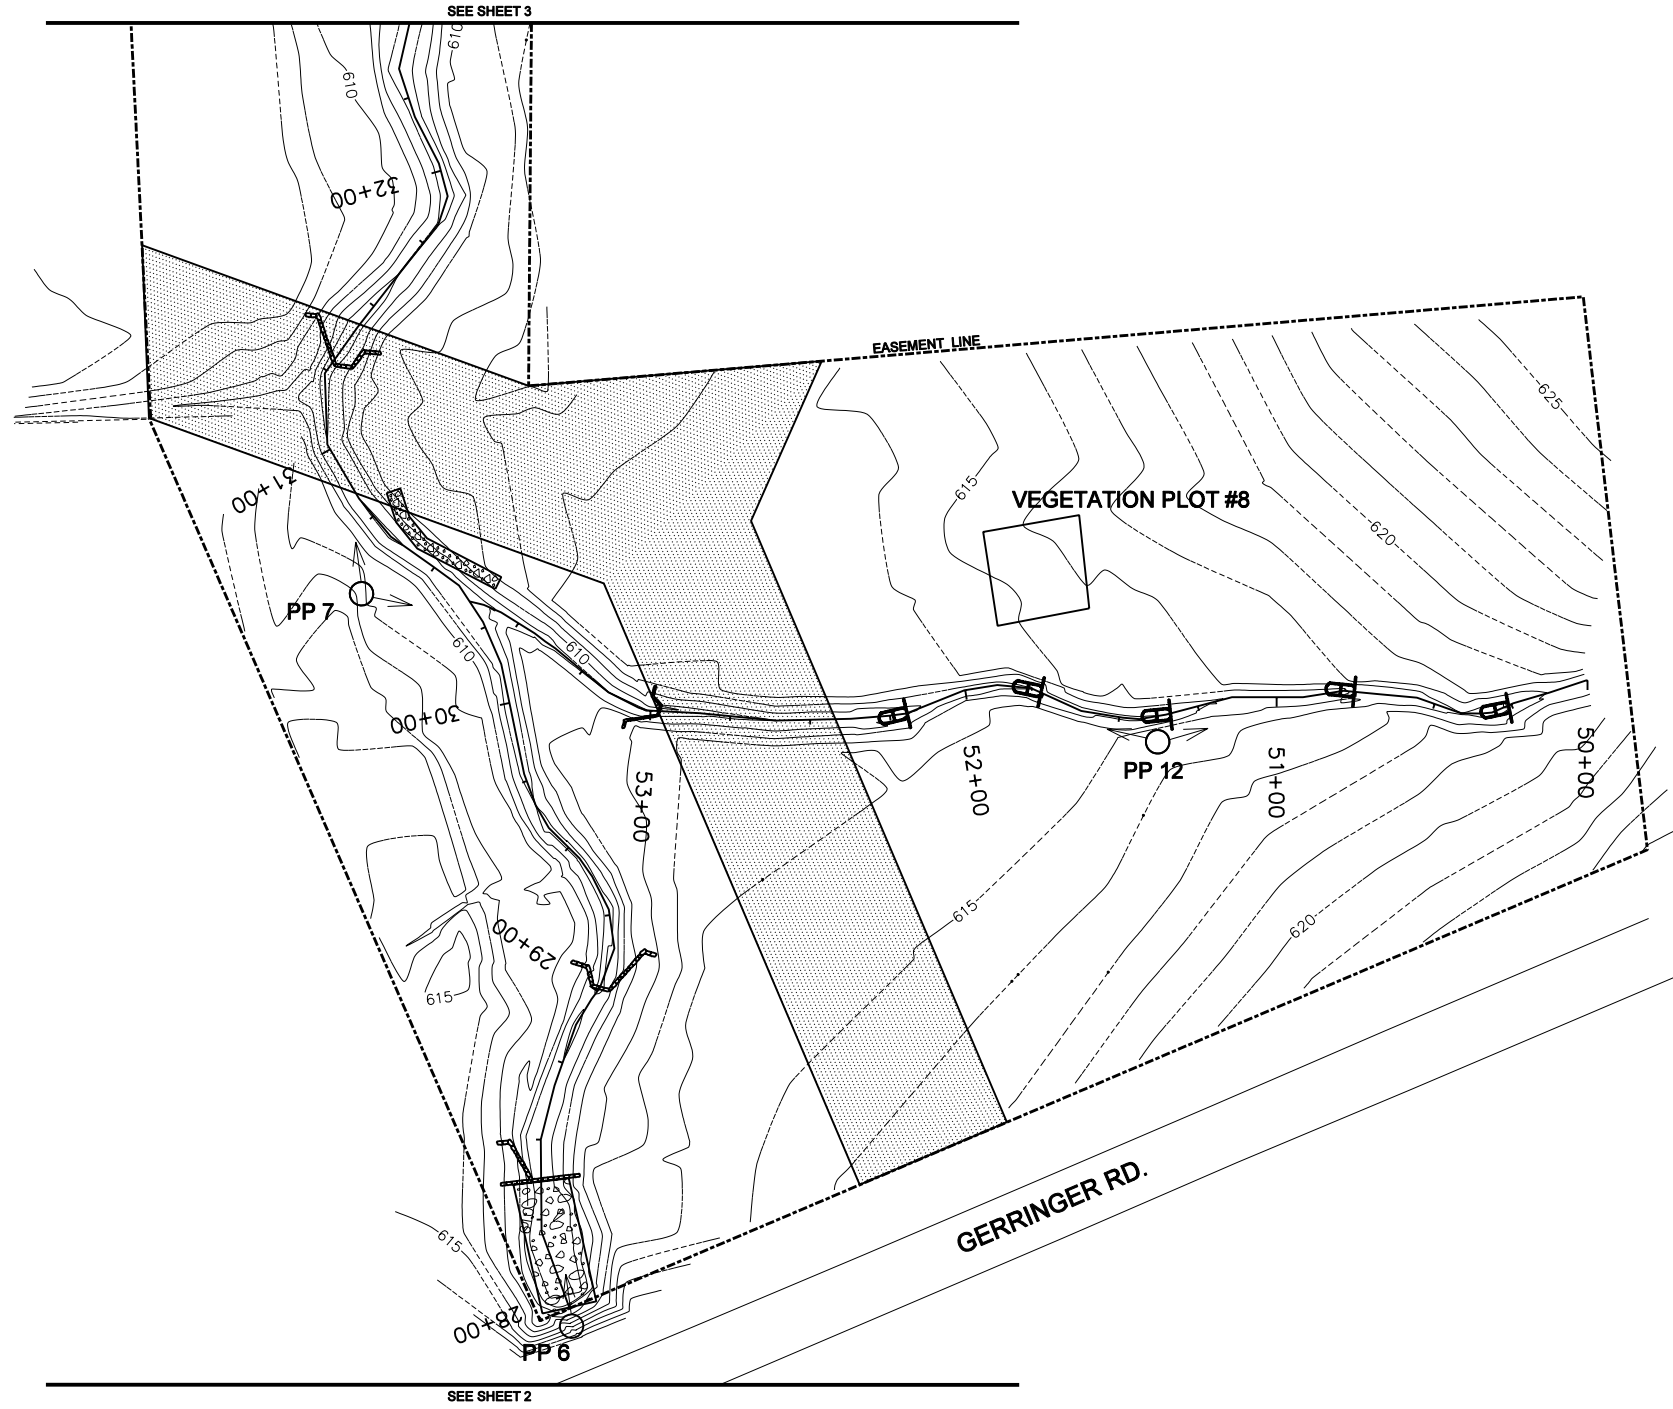 SEE SHEET 3
610
610
32+00
EASEMENT LINE
625
31+00
615
VEGETATION PLOT #8
620
PP 7
610
610
30+00
53+00
52+00
PP 12
51+00
50+00
29+00
615
615
620
615
GERRINGER RD.
28+00
PP 6
SEE SHEET 2